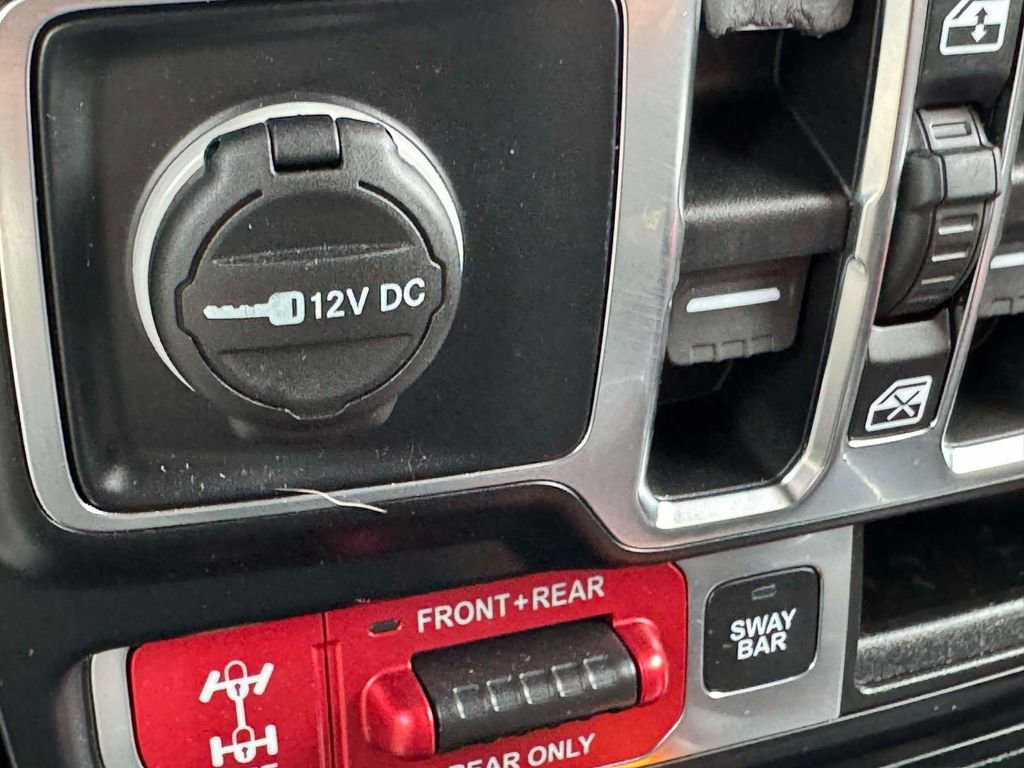 12V DC
FRONT+REAR
SWAY
BAR
REAR ONLY